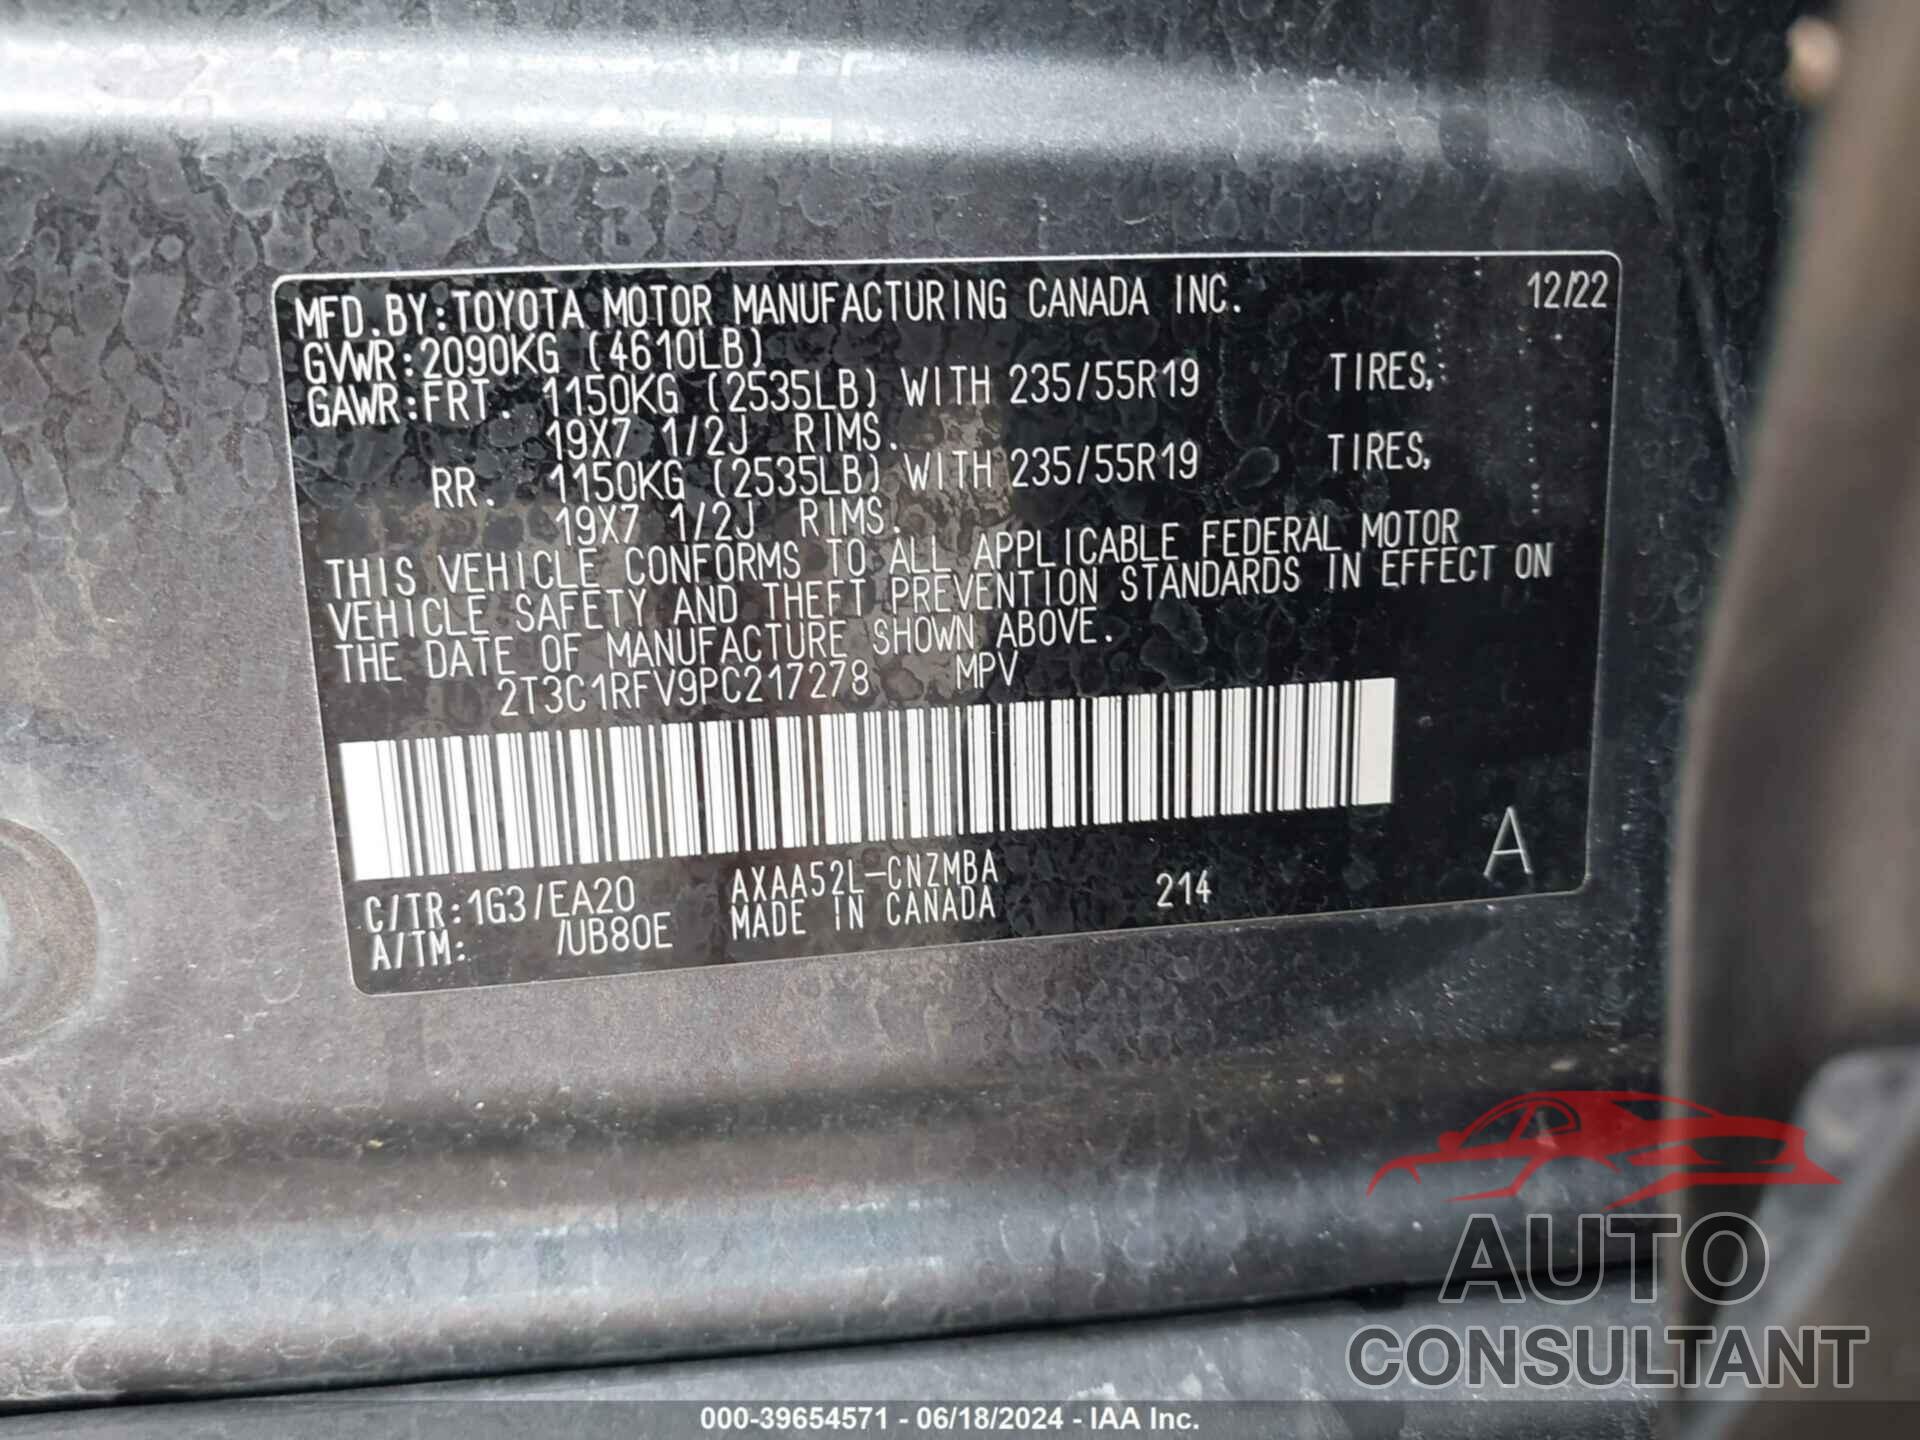 MFD.BY:TOYOTA MOTOR MANUFACTURING CANADA INC. 12/22
GVWR:2090KG (4610LB)
GAWR:FRT. 1150KG (2535LB) WITH 235/55R19 TIRES,
19X7 1/2J RIMS.
RR. 1150KG (2535LB) WITH 235/55R19 TIRES,
19X7 1/2J RIMS.
THIS VEHICLE CONFORMS TO ALL APPLICABLE FEDERAL MOTOR
VEHICLE SAFETY AND THEFT PREVENTION STANDARDS IN EFFECT ON
THE DATE OF MANUFACTURE SHOWN ABOVE.
2T3C1RFV9PC217278 MPV
A
C/TR:1G3/EA20 AXAA52L-CNZMBA 214
A/TM: /UB80E MADE IN CANADA
AUTO
CONSULTANT
000-39654571 - 06/18/2024 - IAA Inc.